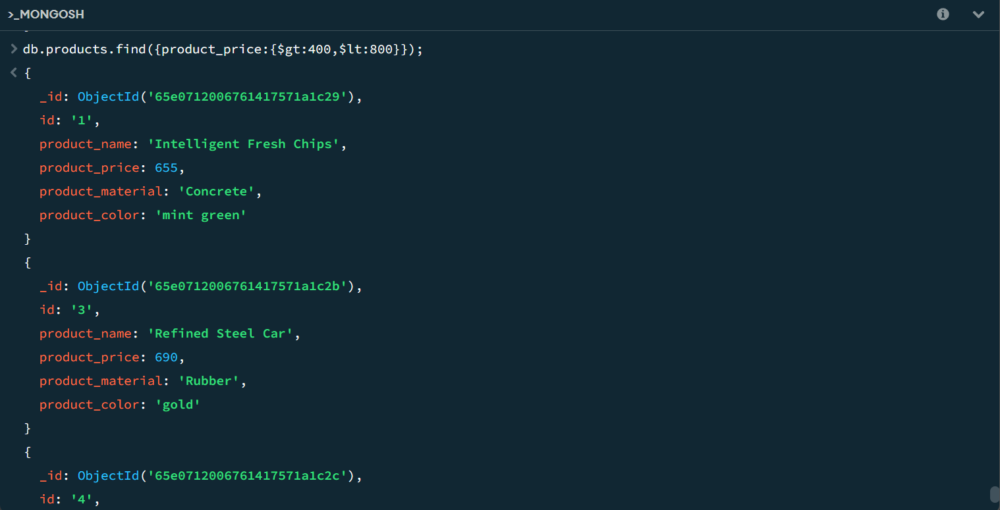 >_MONGOSH
> db.products.find({product_price:{$gt:400,$lt:800}});
< {
_id: ObjectId('65e0712006761417571a1c29'),
id: '1',
product_name: 'Intelligent Fresh Chips',
product_price: 655,
product_material: 'Concrete',
product_color: 'mint green'
}
{
_id: ObjectId('65e0712006761417571a1c2b'),
id: '3',
product_name: 'Refined Steel Car',
product_price: 690,
product_material: 'Rubber',
product_color: 'gold'
}
{
_id: ObjectId('65e0712006761417571a1c2c'),
id: '4',